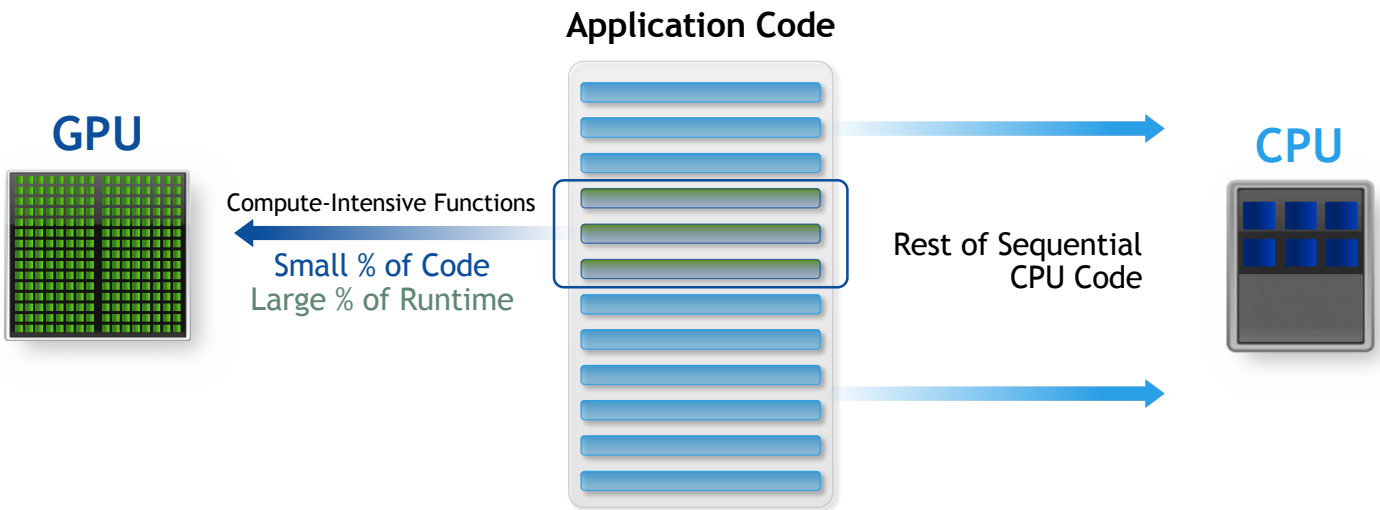 Application Code
GPU
Compute-Intensive Functions
Small % of Code
Large % of Runtime
Rest of Sequential
CPU Code
CPU